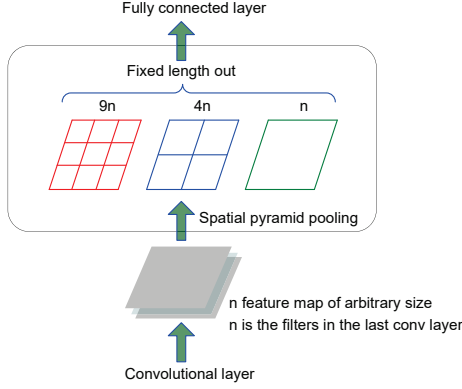 Fully connected layer
Fixed length out
9n 4n n
Spatial pyramid pooling
n feature map of arbitrary size
n is the filters in the last conv layer
Convolutional layer